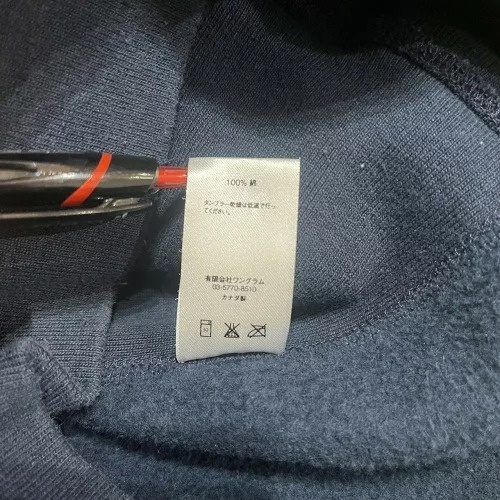 100% 綿
タンブラー乾燥は低温で行っ
てください。
有限会社ワングラム
03-5770-8510
カナダ製